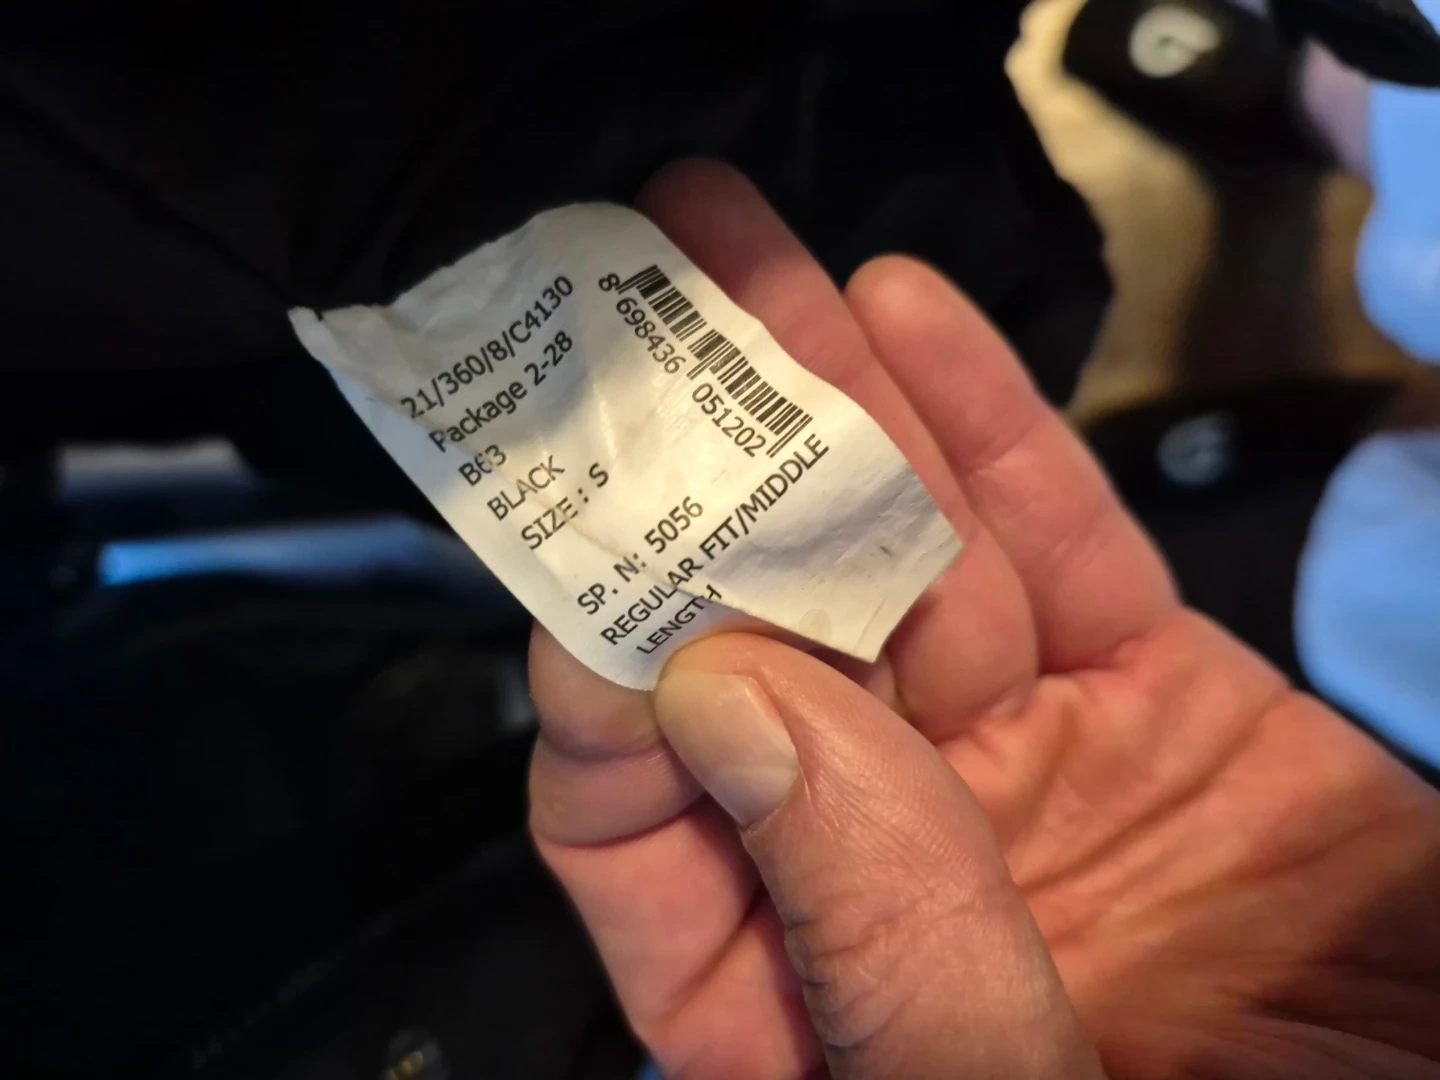 21/360/8/C4130
Package 2-28
B63
BLACK
SIZE : S
8 698436 051202
SP. N: 5056
REGULAR FIT/MIDDLE
LENGTH